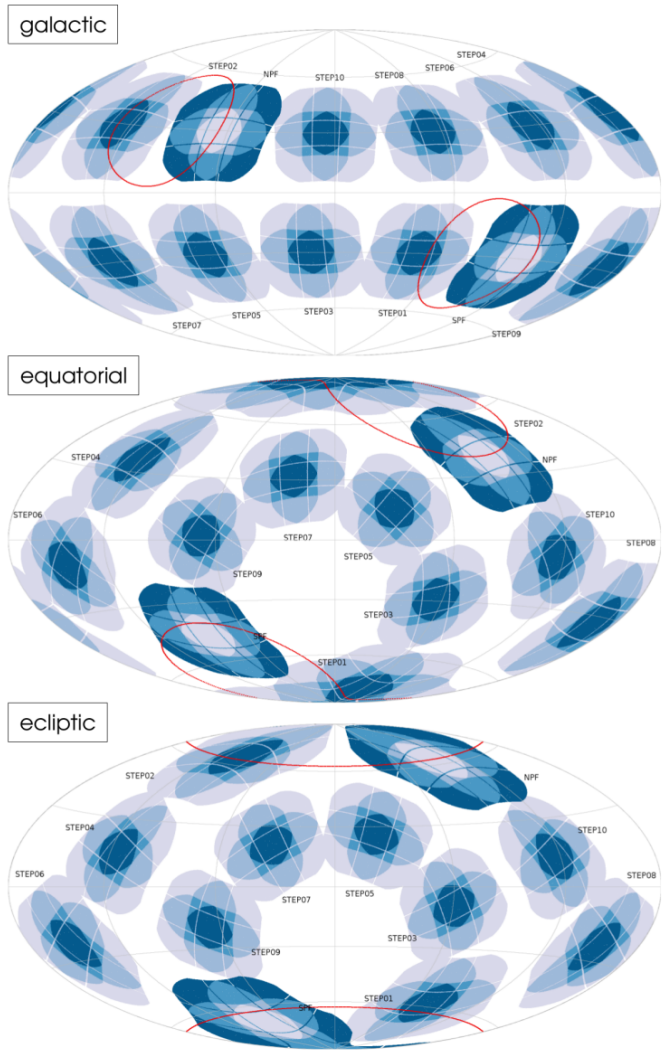 galactic
STEP04
STEP02
STEP06
NPF
STEP10
STEP08
STEP07
STEP05
STEP03
STEP01
SPF
STEP09
equatorial
STEP02
STEP04
NPF
STEP06
STEP10
STEP07
STEP08
STEP05
STEP09
STEP03
SPF
STEP01
ecliptic
STEP02
NPF
STEP04
STEP10
STEP06
STEP08
STEP07
STEP05
STEP03
STEP09
STEP01
SPF